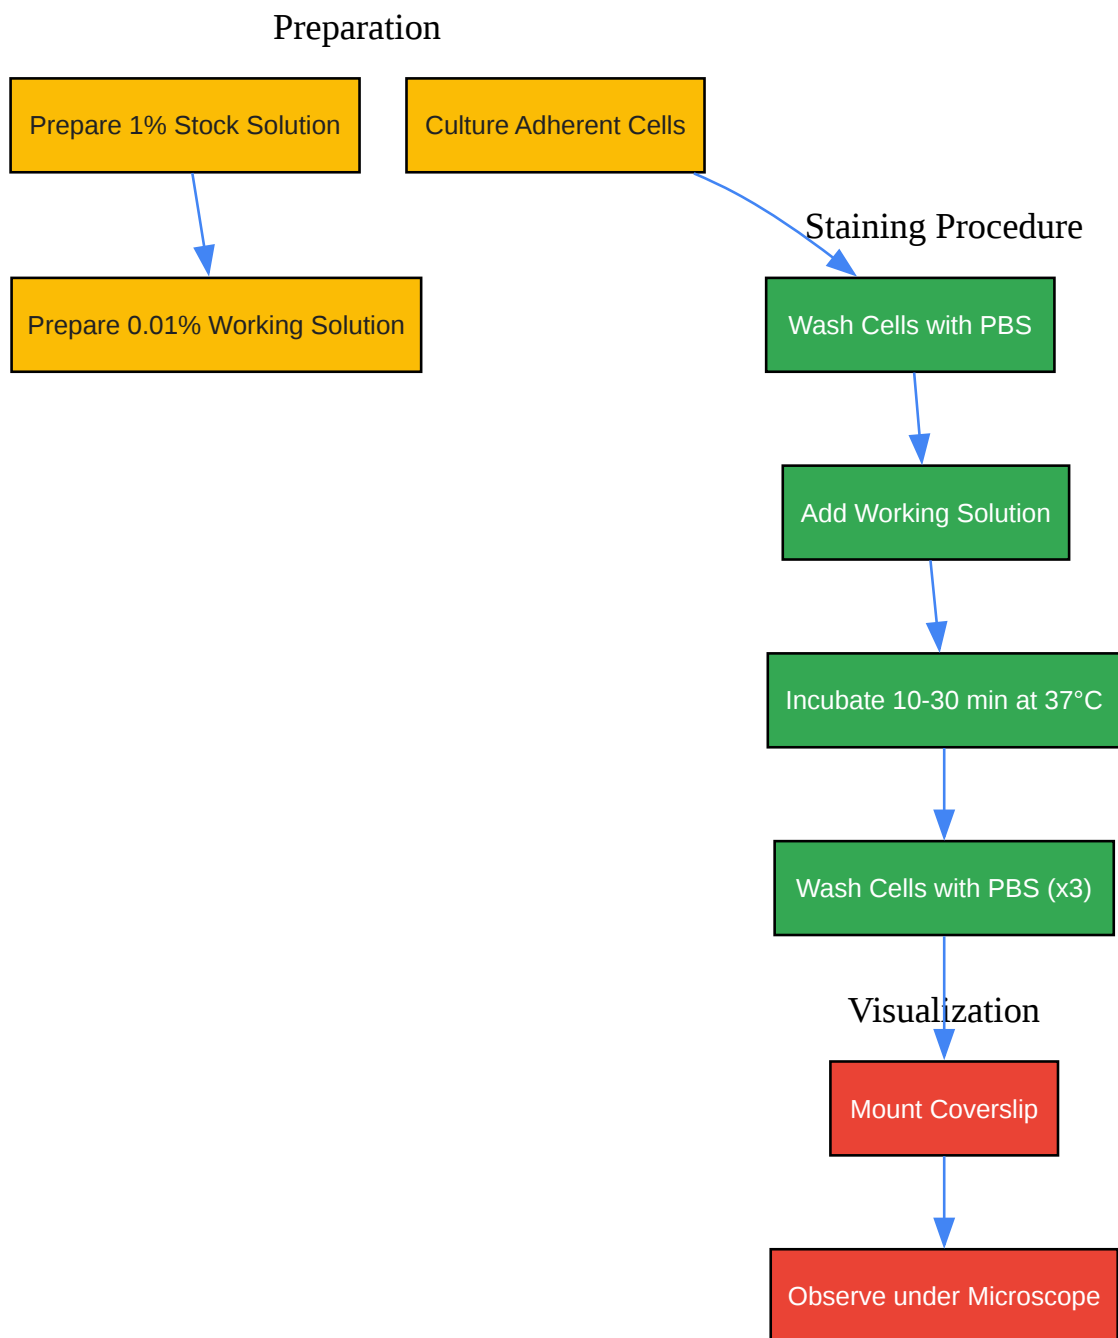 Preparation
Prepare 1% Stock Solution
Culture Adherent Cells
Prepare 0.01% Working Solution
Staining Procedure
Wash Cells with PBS
Add Working Solution
Incubate 10-30 min at 37°C
Wash Cells with PBS (x3)
Visualization
Mount Coverslip
Observe under Microscope